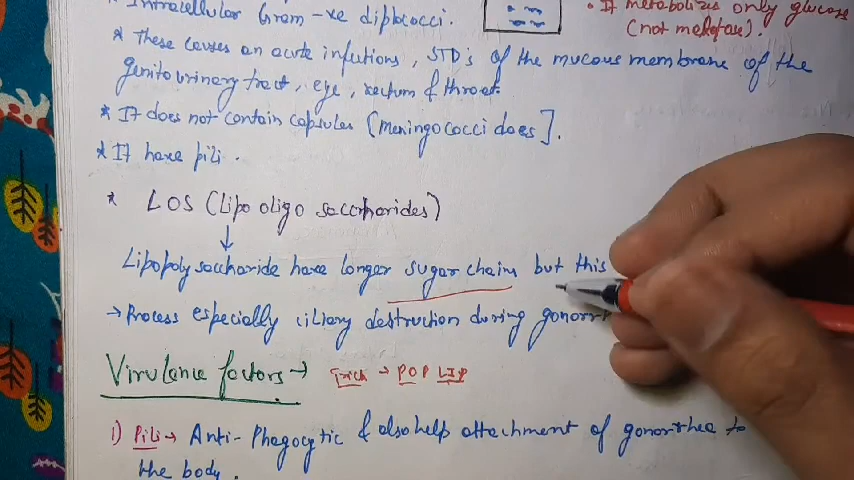 * Intracellular Gram -ve diplococci.
• It metabolizes only glucose
(not maltose).
* These causes an acute infections, STD's of the mucous membrane of the
genitourinary tract, eye, rectum & throat.
* It does not contain capsules [meningococci does].
* It have pili.
* LOS (Lipo oligo saccharides)
↓
Lipopolysaccharide have longer sugar chain but this
→ Process especially ciliary destruction during
Virulence factors →
Trick → POP LIP
1) Pili → Anti-Phagocytic & also help attachment of gonorrhea to
the body.